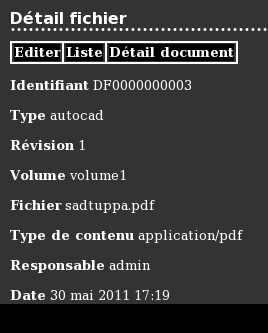 Détail fichier
Editer Liste Détail document
Identifiant DF0000000003
Type autocad
Révision 1
Volume volume1
Fichier sadtuppa.pdf
Type de contenu application/pdf
Responsable admin
Date 30 mai 2011 17:19